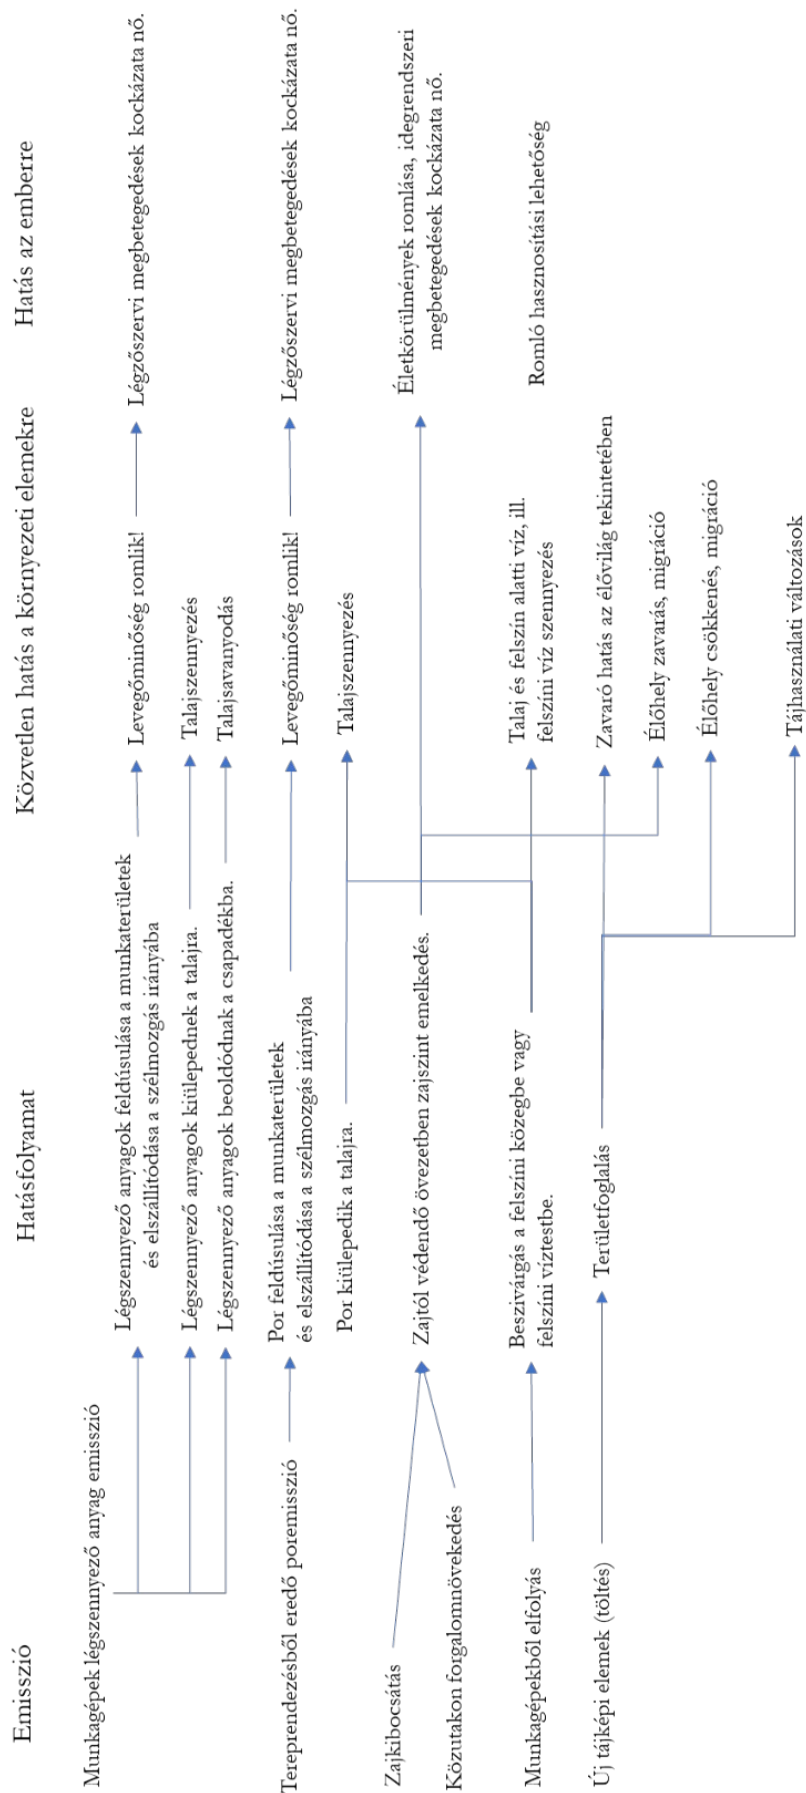 Emisszió
Hatásfolyamat
Közvetlen hatás a környezeti elemekre
Hatás az emberre
Munkagépek légszennyező anyag emisszió
Légszennyező anyagok feldúsulása a munkaterületek
és elszállítódása a szélmozgás irányába
Levegőminőség romlik!
Légzőszervi megbetegedések kockázata nő.
Légszennyező anyagok kiülepednek a talajra.
Talajszennyezés
Légszennyező anyagok beoldódnak a csapadékba.
Talajsavanyodás
Tereprendezésből eredő poremisszió
Por feldúsulása a munkaterületek
és elszállítódása a szélmozgás irányába
Levegőminőség romlik!
Légzőszervi megbetegedések kockázata nő.
Por kiülepedik a talajra.
Talajszennyezés
Zajkibocsátás
Közutakon forgalomnövekedés
Zajtól védendő övezetben zajszint emelkedés.
Életkörülmények romlása, idegrendszeri
megbetegedések kockázata nő.
Munkagépekből elfolyás
Beszivárgás a felszíni közegbe vagy
felszíni víztestbe.
Talaj és felszín alatti víz, ill.
felszíni víz szennyezés
Romló hasznosítási lehetőség
Új tájképi elemek (töltés)
Területfoglalás
Zavaró hatás az élővilág tekintetében
Élőhely zavarás, migráció
Élőhely csökkenés, migráció
Tájhasználati változások